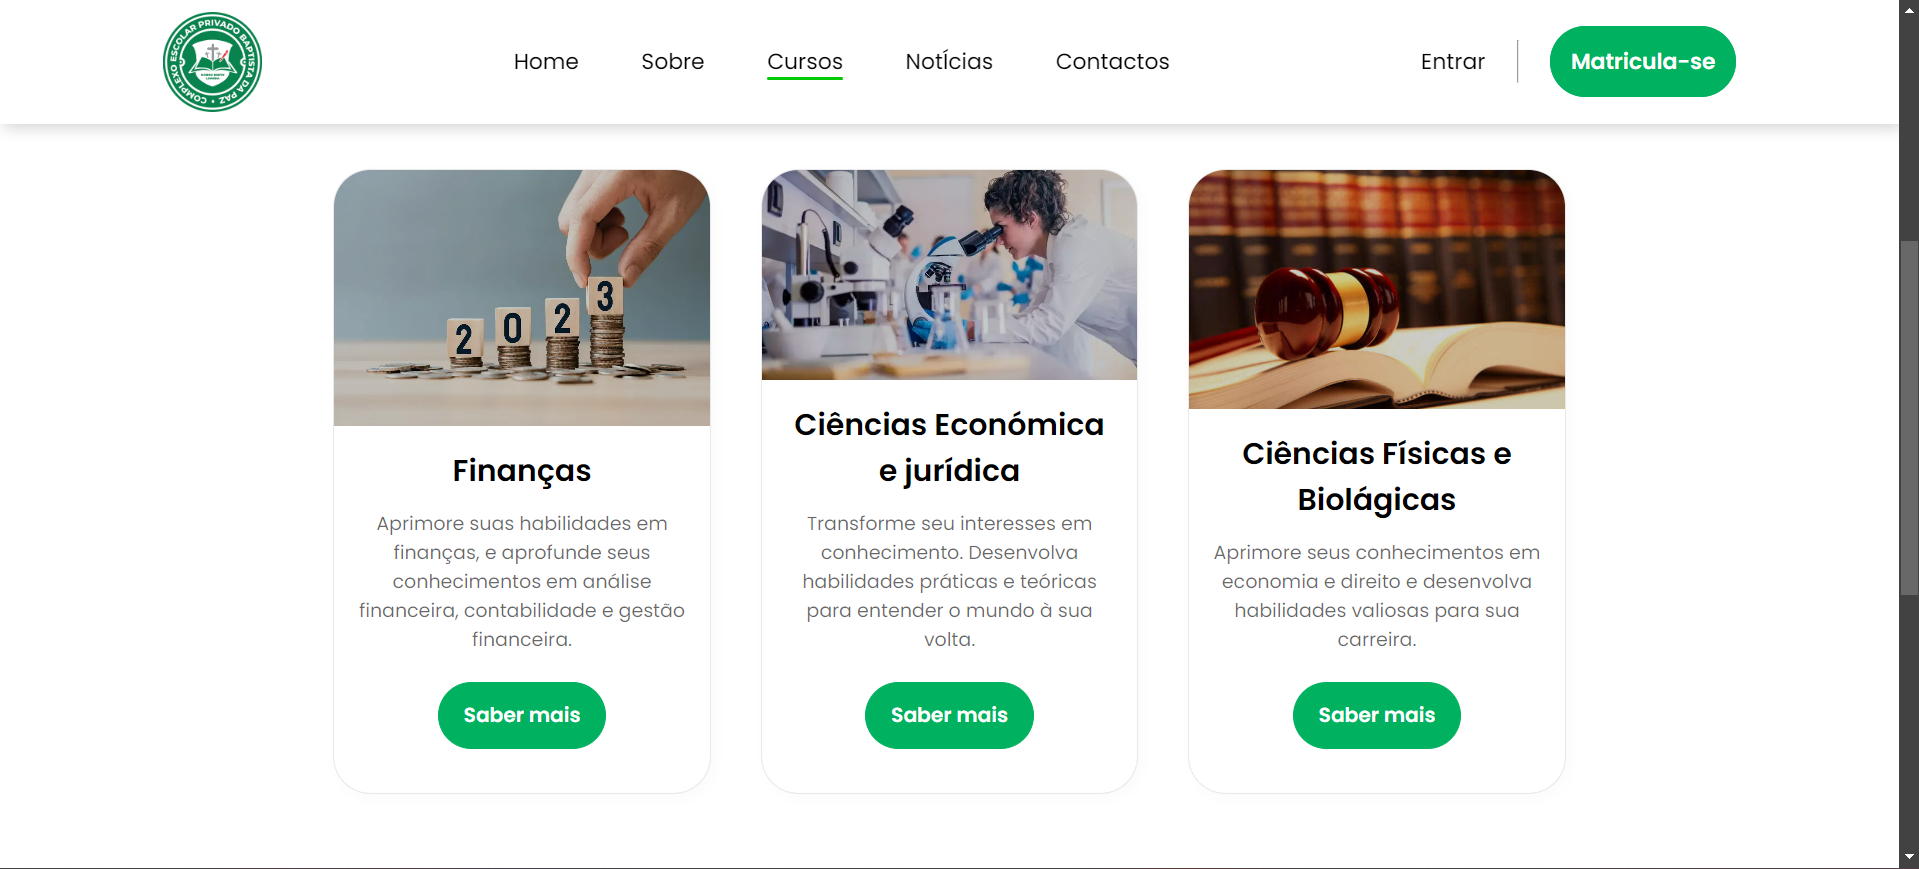 COMPLEXO ESCOLAR PRIVADO BAPTISTA DA PAZ
Home
Sobre
Cursos
NotÍcias
Contactos
Entrar
Matricula-se
2 0 2 3
Finanças
Aprimore suas habilidades em
finanças, e aprofunde seus
conhecimentos em análise
financeira, contabilidade e gestão
financeira.
Saber mais
Ciências Económica
e jurídica
Transforme seu interesses em
conhecimento. Desenvolva
habilidades práticas e teóricas
para entender o mundo à sua
volta.
Saber mais
Ciências Físicas e
Biolágicas
Aprimore seus conhecimentos em
economia e direito e desenvolva
habilidades valiosas para sua
carreira.
Saber mais